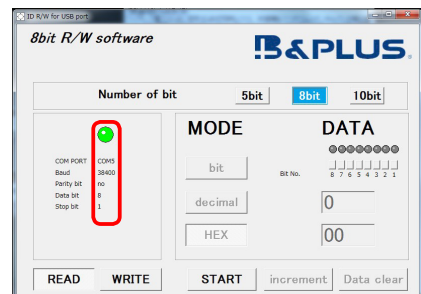 ID R/W for USB port
8bit R/W software
B&PLUS
Number of bit 5bit 8bit 10bit
MODE DATA
COM PORT COM5
Baud 38400
Parity bit no
Data bit 8
Stop bit 1
bit Bit No. 8 7 6 5 4 3 2 1
decimal 0
HEX 00
READ WRITE START increment Data clear